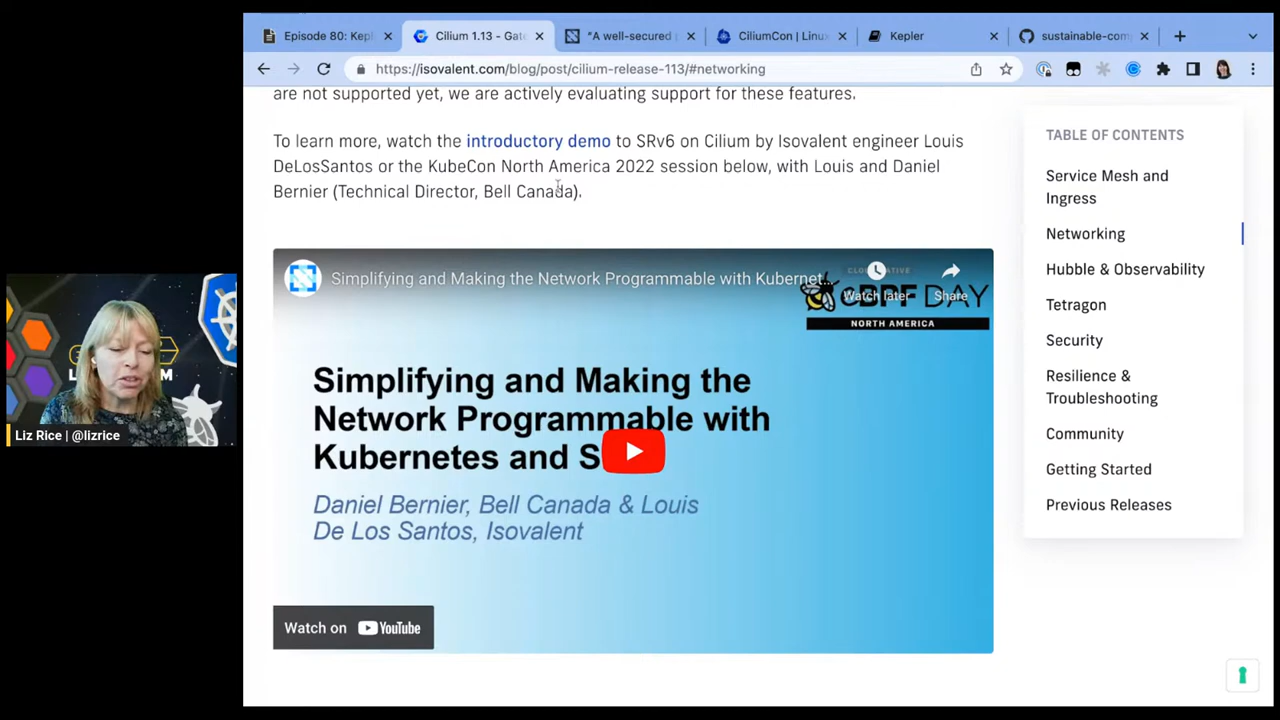 Episode 80: Kepl
Cilium 1.13 - Gate
"A well-secured
CiliumCon | Linux
Kepler
sustainable-com
https://isovalent.com/blog/post/cilium-release-113/#networking
are not supported yet, we are actively evaluating support for these features.
To learn more, watch the introductory demo to SRv6 on Cilium by Isovalent engineer Louis
DeLosSantos or the KubeCon North America 2022 session below, with Louis and Daniel
Bernier (Technical Director, Bell Canada).
Simplifying and Making the Network Programmable with Kubernet...
Watch later
Share
eBPF DAY
NORTH AMERICA
Simplifying and Making the
Network Programmable with
Kubernetes and S
Daniel Bernier, Bell Canada & Louis
De Los Santos, Isovalent
Watch on YouTube
TABLE OF CONTENTS
Service Mesh and
Ingress
Networking
Hubble & Observability
Tetragon
Security
Resilience &
Troubleshooting
Community
Getting Started
Previous Releases
Liz Rice | @lizrice